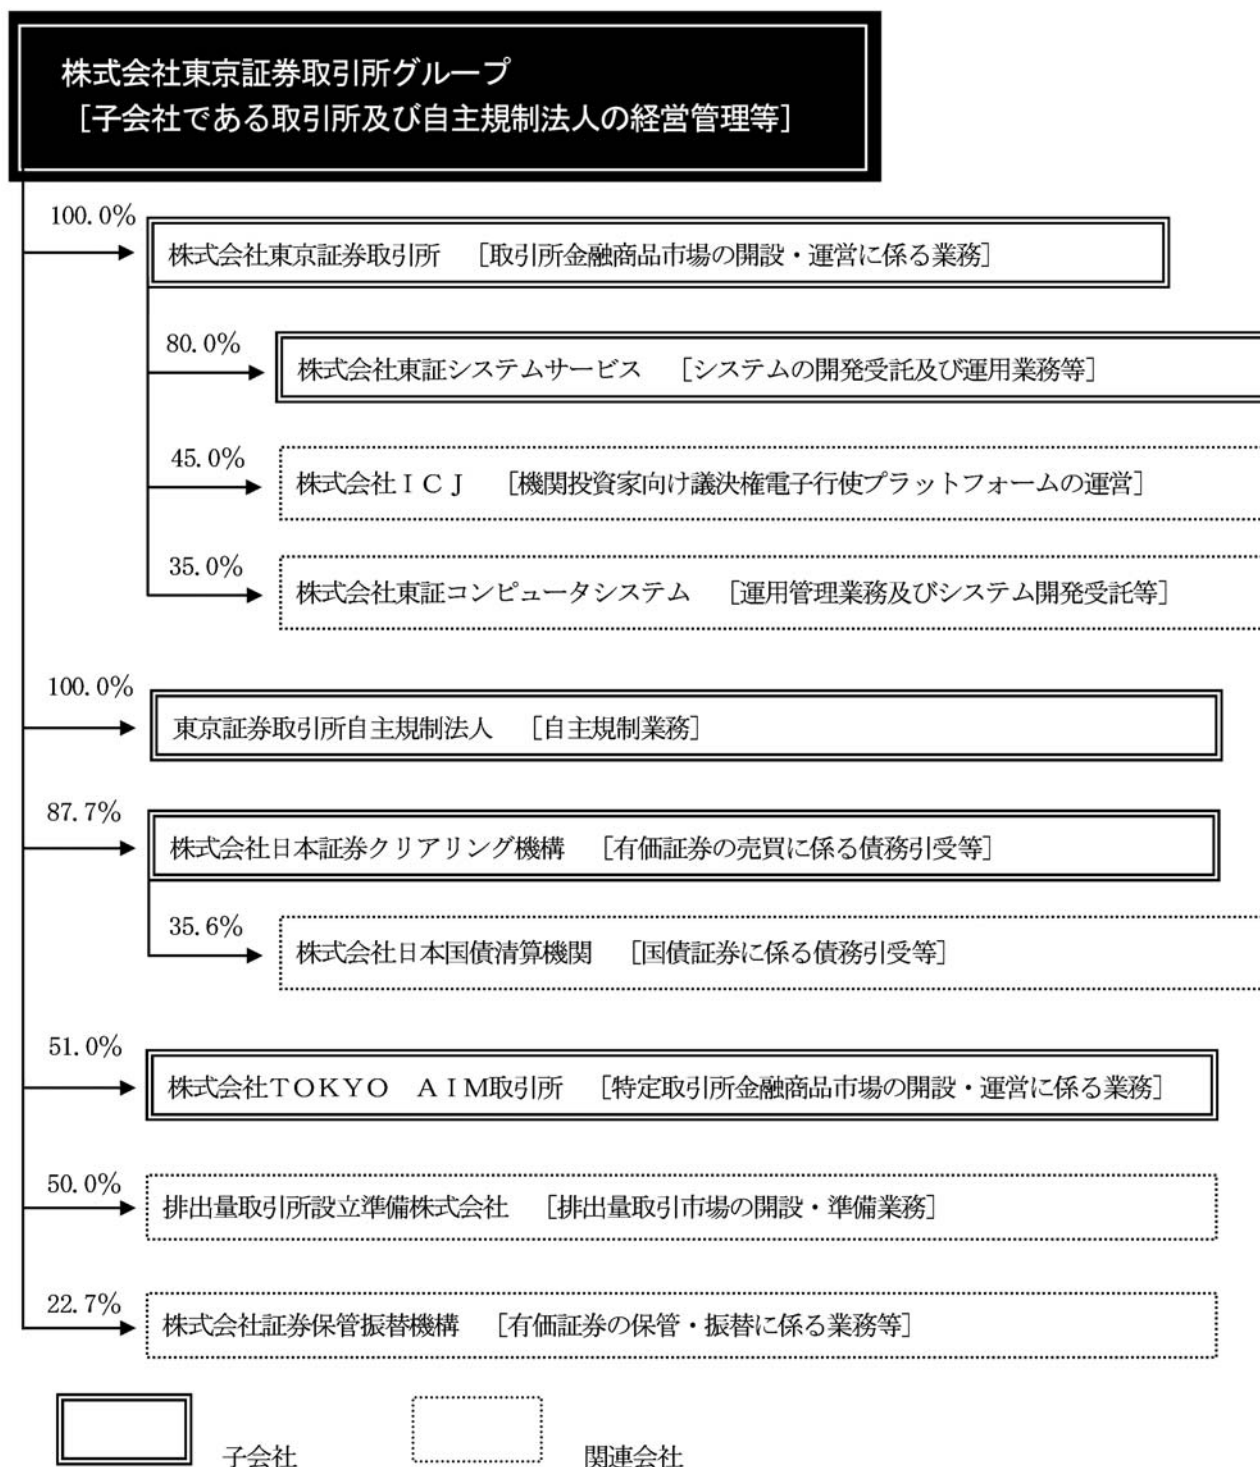 株式会社東京証券取引所グループ
［子会社である取引所及び自主規制法人の経営管理等］
100.0%
株式会社東京証券取引所　［取引所金融商品市場の開設・運営に係る業務］
80.0%
株式会社東証システムサービス　［システムの開発受託及び運用業務等］
45.0%
株式会社ＩＣＪ　［機関投資家向け議決権電子行使プラットフォームの運営］
35.0%
株式会社東証コンピュータシステム　［運用管理業務及びシステム開発受託等］
100.0%
東京証券取引所自主規制法人　［自主規制業務］
87.7%
株式会社日本証券クリアリング機構　［有価証券の売買に係る債務引受等］
35.6%
株式会社日本国債清算機関　［国債証券に係る債務引受等］
51.0%
株式会社ＴＯＫＹＯ　ＡＩＭ取引所　［特定取引所金融商品市場の開設・運営に係る業務］
50.0%
排出量取引所設立準備株式会社　［排出量取引市場の開設・準備業務］
22.7%
株式会社証券保管振替機構　［有価証券の保管・振替に係る業務等］
子会社　関連会社